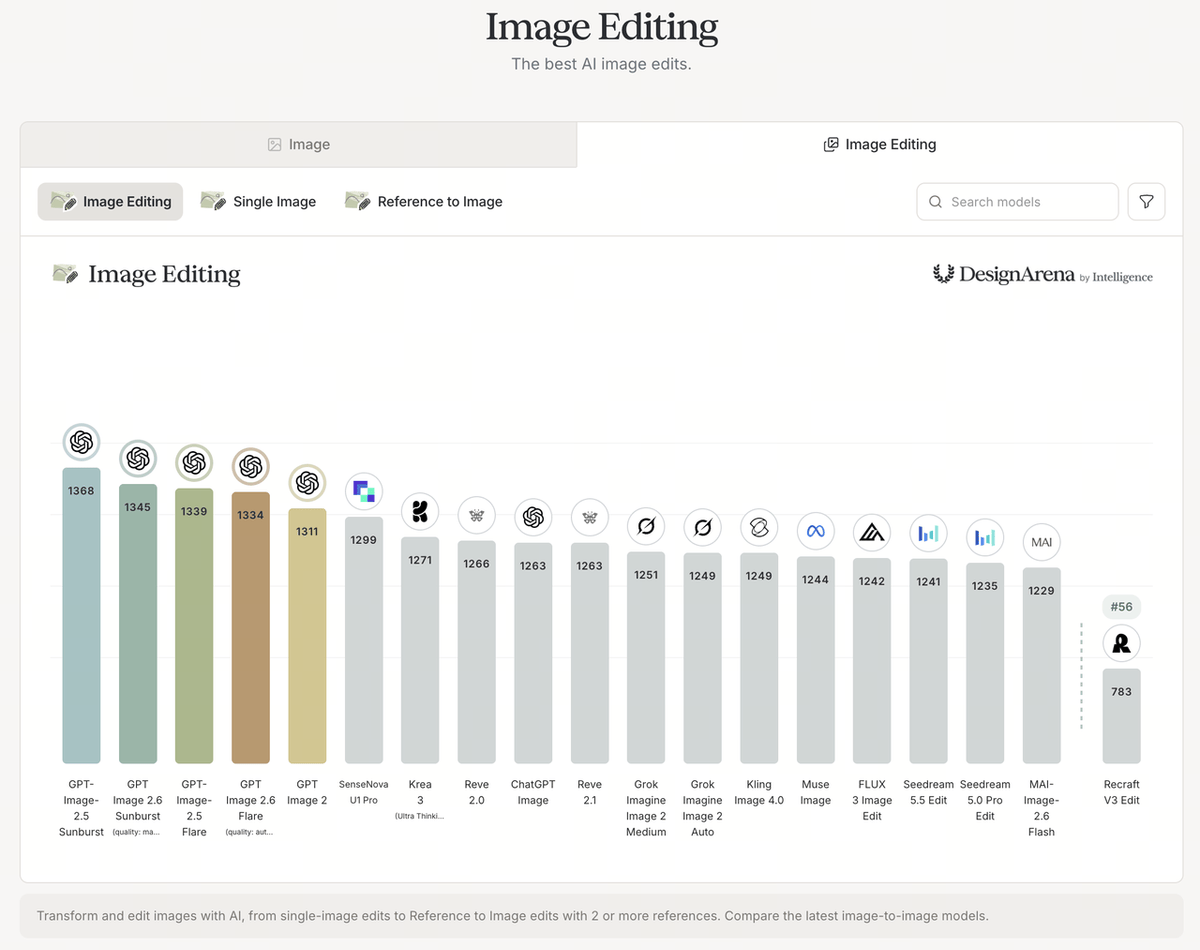 Image Editing
The best AI image edits.
Image
Image Editing
Image Editing
Single Image
Reference to Image
Search models
Image Editing
DesignArena by Intelligence
1368
1345
1339
1334
1311
1299
1271
1266
1263
1263
1251
1249
1249
1244
1242
1241
1235
MAI
1229
#56
783
GPT-
Image-
2.5
Sunburst
GPT
Image 2.6
Sunburst
(quality: ma...
GPT-
Image-
2.5
Flare
GPT
Image 2.6
Flare
(quality: aut...
GPT
Image 2
SenseNova
U1 Pro
Krea
3
(Ultra Thinki...
Reve
2.0
ChatGPT
Image
Reve
2.1
Grok
Imagine
Image 2
Medium
Grok
Imagine
Image 2
Auto
Kling
Image 4.0
Muse
Image
FLUX
3 Image
Edit
Seedream
5.5 Edit
Seedream
5.0 Pro
Edit
MAI-
Image-
2.6
Flash
Recraft
V3 Edit
Transform and edit images with AI, from single-image edits to Reference to Image edits with 2 or more references. Compare the latest image-to-image models.